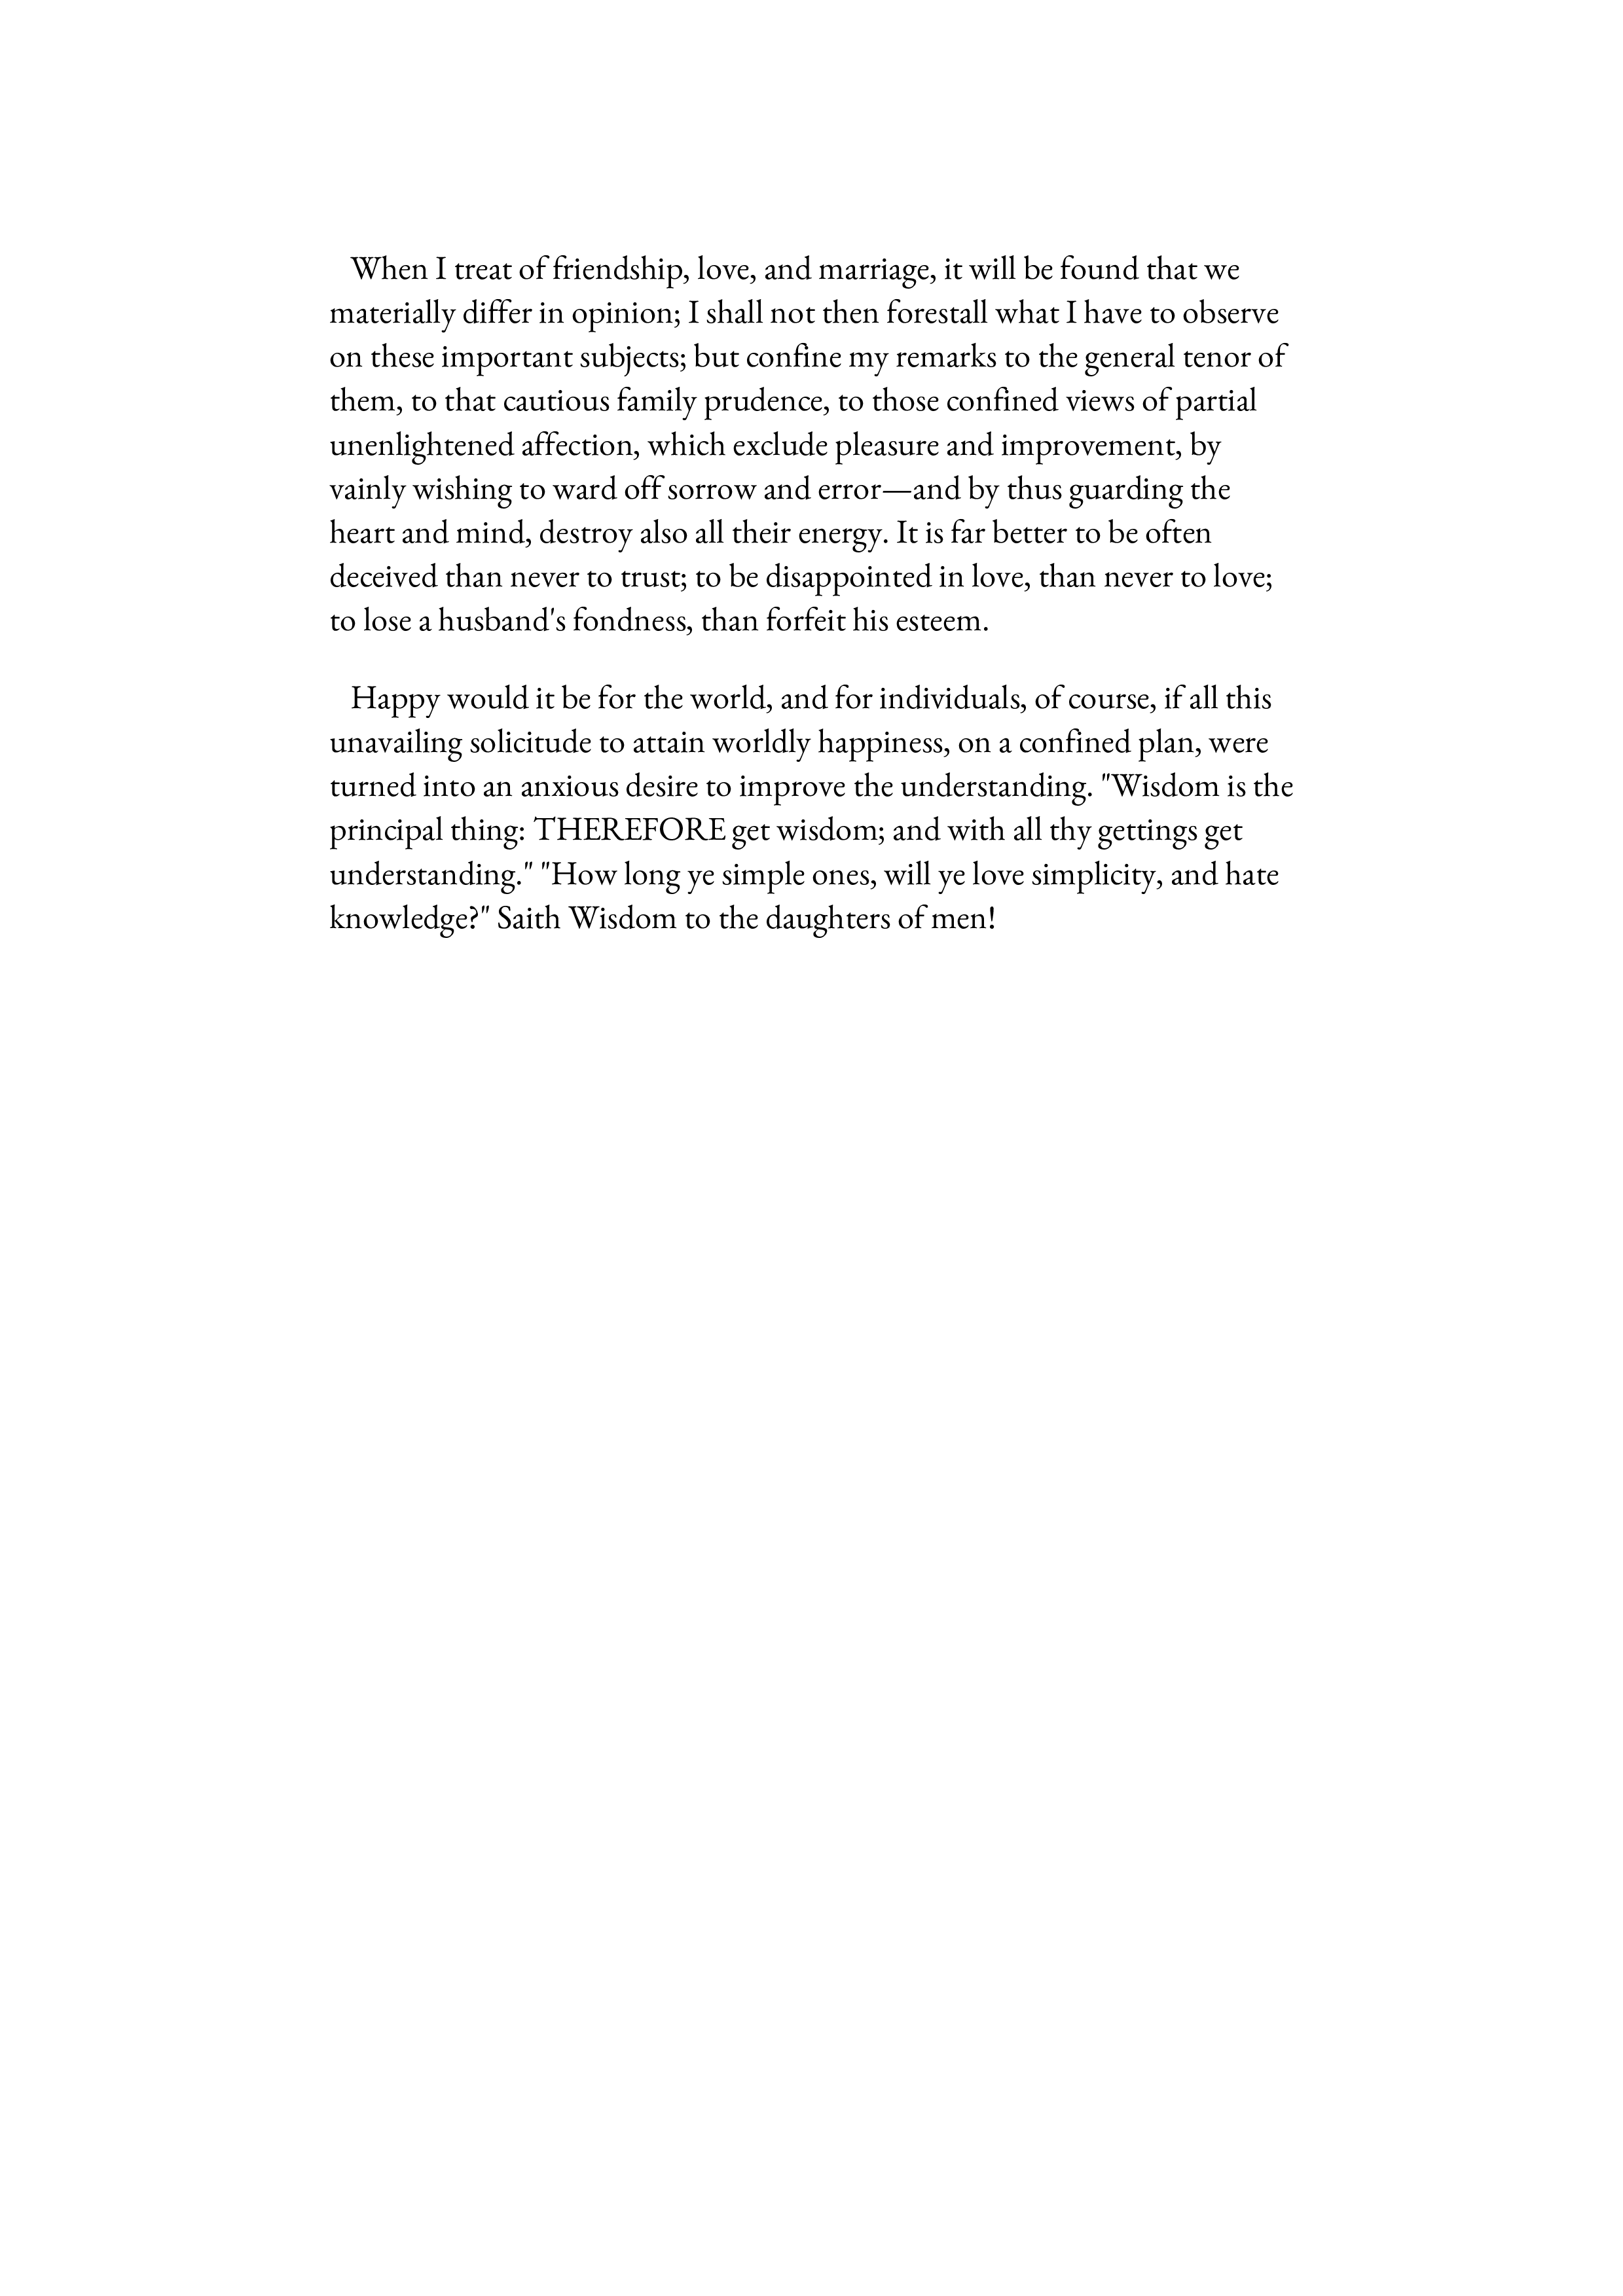 When I treat of friendship, love, and marriage, it will be found that we
materially differ in opinion; I shall not then forestall what I have to observe
on these important subjects; but confine my remarks to the general tenor of
them, to that cautious family prudence, to those confined views of partial
unenlightened affection, which exclude pleasure and improvement, by
vainly wishing to ward off sorrow and error—and by thus guarding the
heart and mind, destroy also all their energy. It is far better to be often
deceived than never to trust; to be disappointed in love, than never to love;
to lose a husband's fondness, than forfeit his esteem.
Happy would it be for the world, and for individuals, of course, if all this
unavailing solicitude to attain worldly happiness, on a confined plan, were
turned into an anxious desire to improve the understanding. "Wisdom is the
principal thing: THEREFORE get wisdom; and with all thy gettings get
understanding." "How long ye simple ones, will ye love simplicity, and hate
knowledge?" Saith Wisdom to the daughters of men!